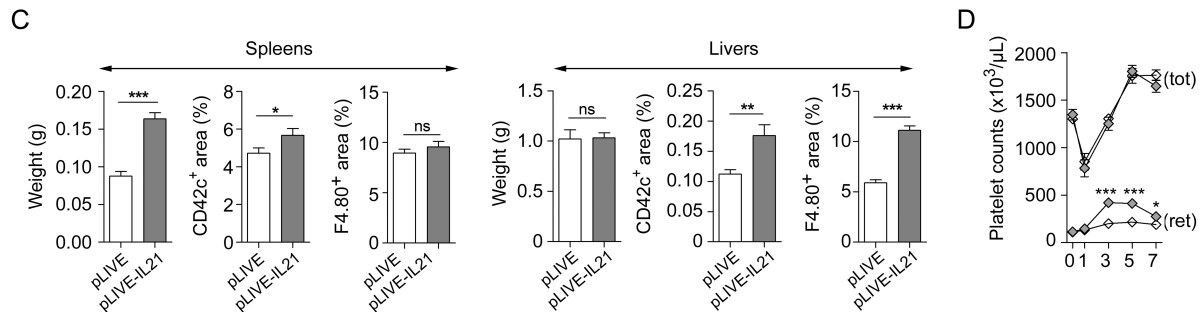 C
D
Spleens
Livers
Weight (g)
0.20
0.15
0.10
0.05
0.00
***
pLIVE
pLIVE-IL21
CD42c⁺ area (%)
8
6
4
2
0
*
pLIVE
pLIVE-IL21
F4.80⁺ area (%)
15
10
5
0
ns
pLIVE
pLIVE-IL21
Weight (g)
1.5
1.0
0.5
0
ns
pLIVE
pLIVE-IL21
CD42c⁺ area (%)
0.25
0.20
0.15
0.10
0.05
0
**
pLIVE
pLIVE-IL21
F4.80⁺ area (%)
15
10
5
0
***
pLIVE
pLIVE-IL21
Platelet counts (x10³/µL)
2000
1500
1000
500
0
(tot)
*** *** *
(ret)
0 1 3 5 7